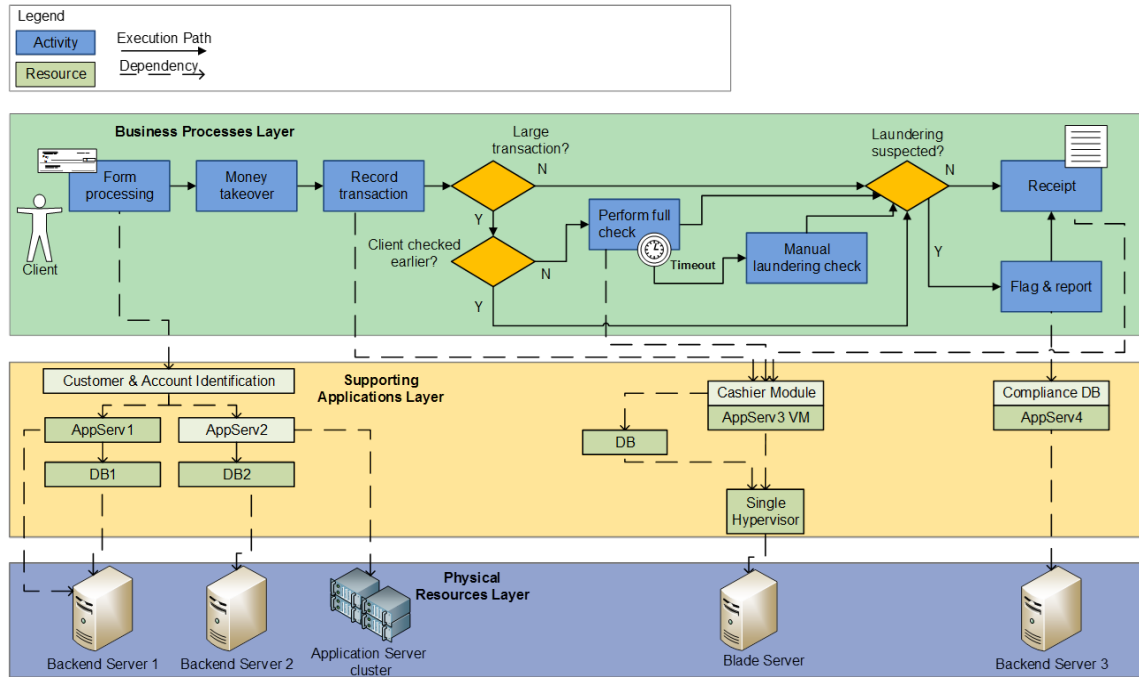 Legend
Activity
Execution Path
Resource
Dependency
Business Processes Layer
Large
transaction?
Laundering
suspected?
Form
processing
Money
takeover
Record
transaction
N
N
Receipt
Client
Y
Client checked
earlier?
N
Perform full
check
Timeout
Manual
laundering check
Y
Flag & report
Y
Customer & Account Identification
Supporting
Applications Layer
Cashier Module
AppServ3 VM
Compliance DB
AppServ4
AppServ1
AppServ2
DB
DB1
DB2
Single
Hypervisor
Physical
Resources Layer
Backend Server 1
Backend Server 2
Application Server
cluster
Blade Server
Backend Server 3